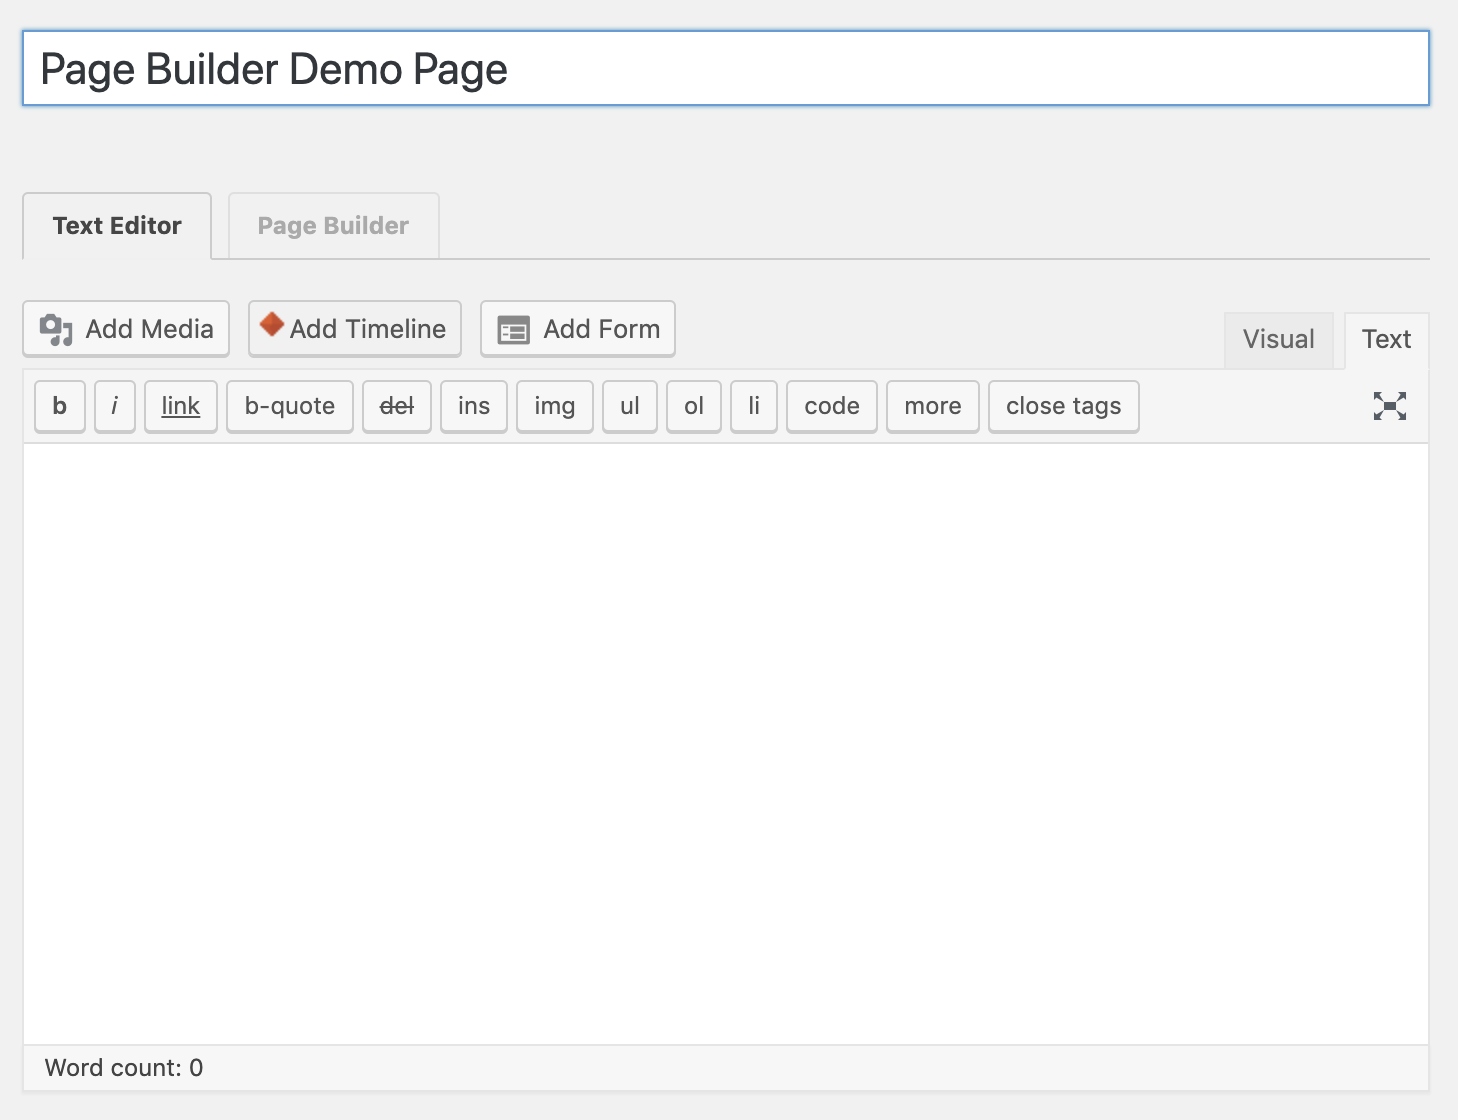 Page Builder Demo Page
Text Editor Page Builder
Add Media Add Timeline Add Form Visual Text
b i link b-quote del ins img ul ol li code more close tags
Word count: 0